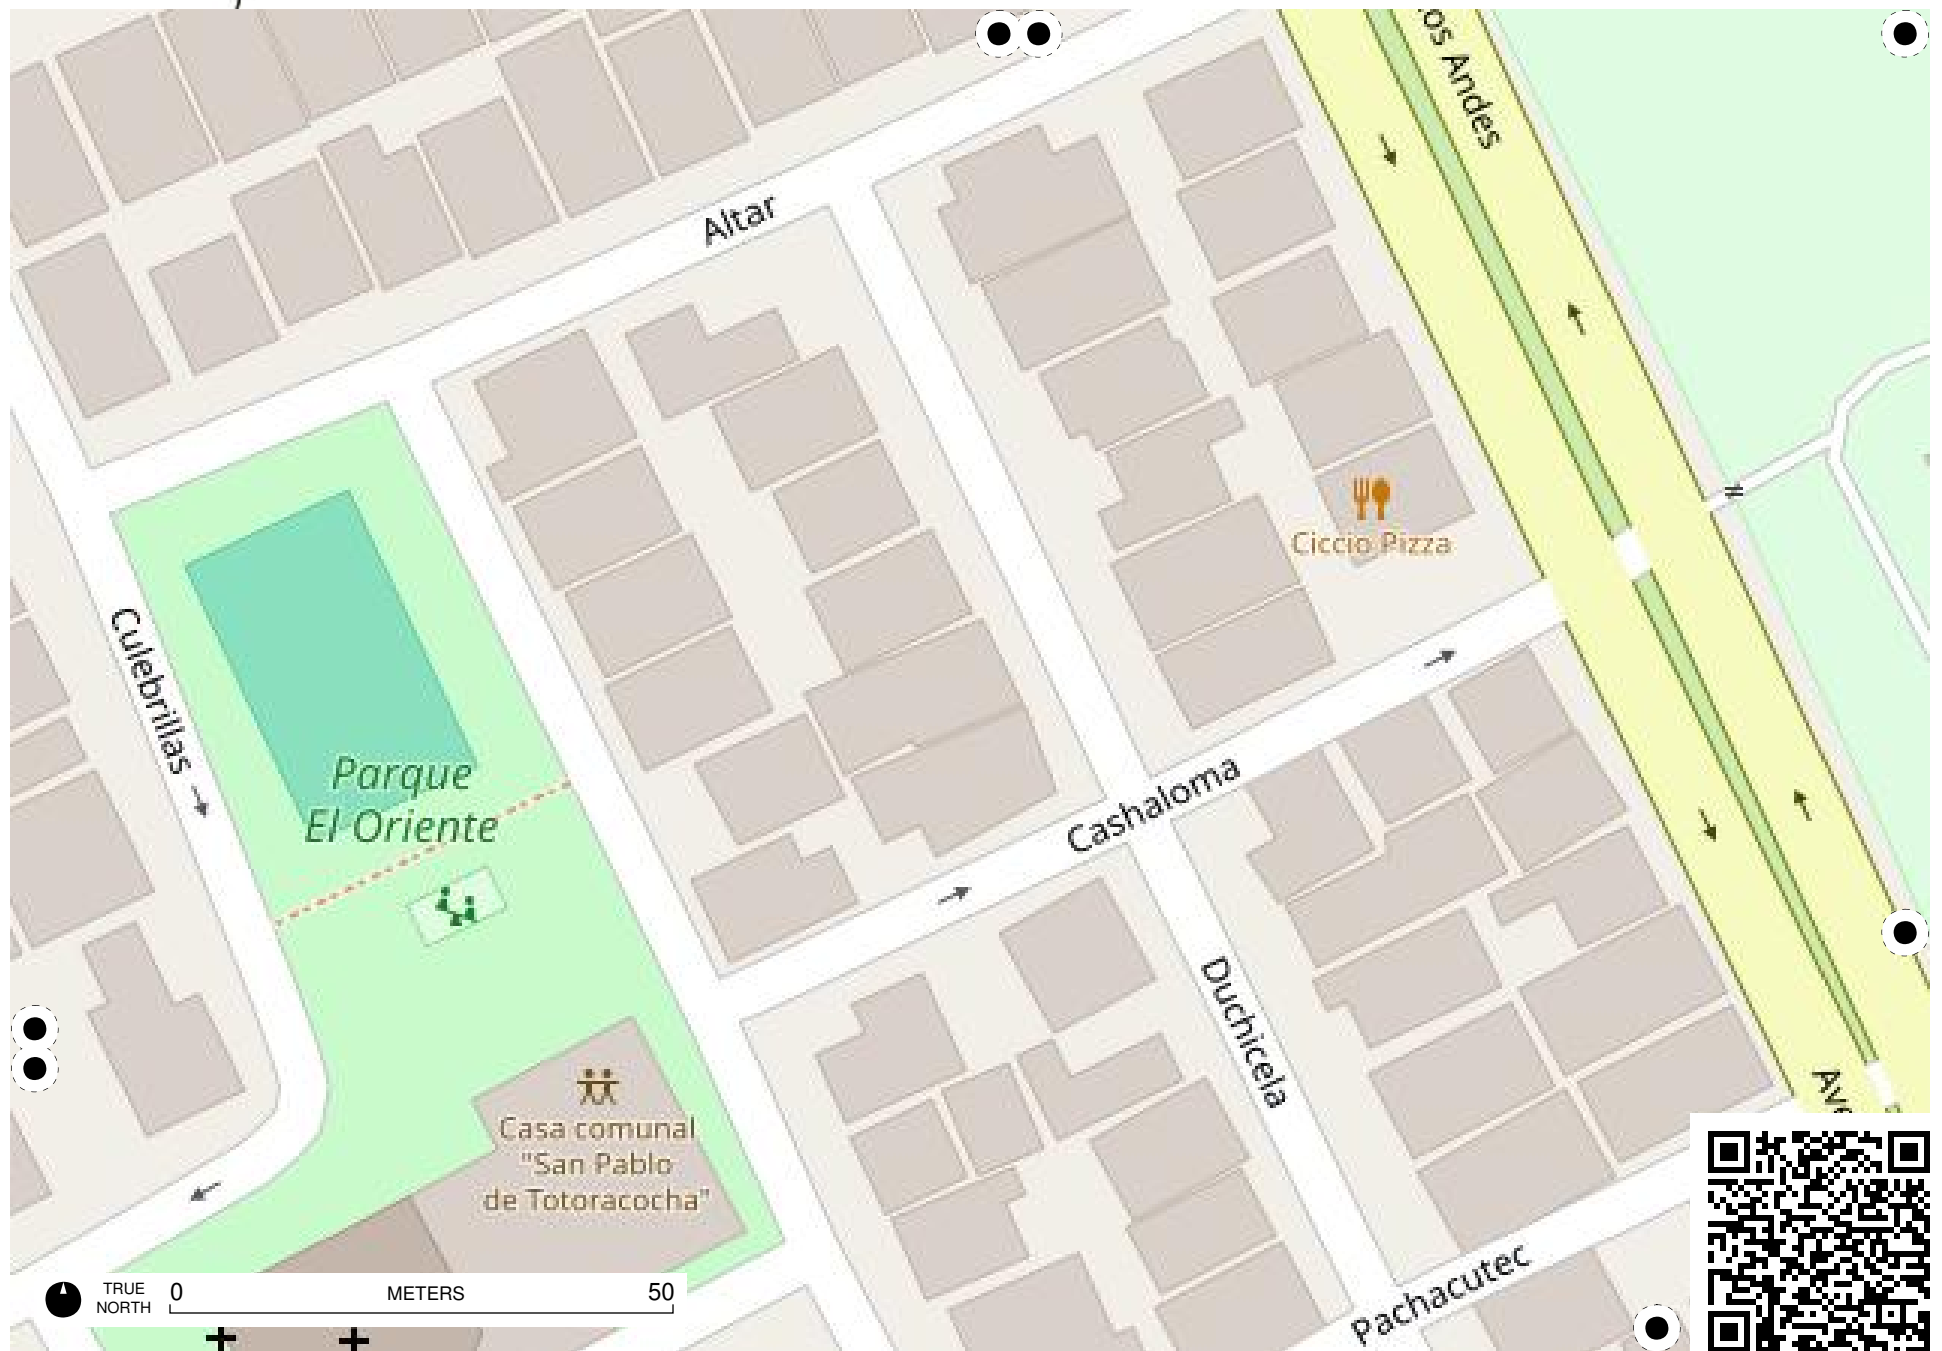 os Andes
Altar
Ciccio Pizza
Culebrillas
Parque
El Oriente
Cashaloma
Duchicela
Casa comunal
"San Pablo
de Totoracocha"
Ave
Pachacutec
TRUE
NORTH
0 METERS 50